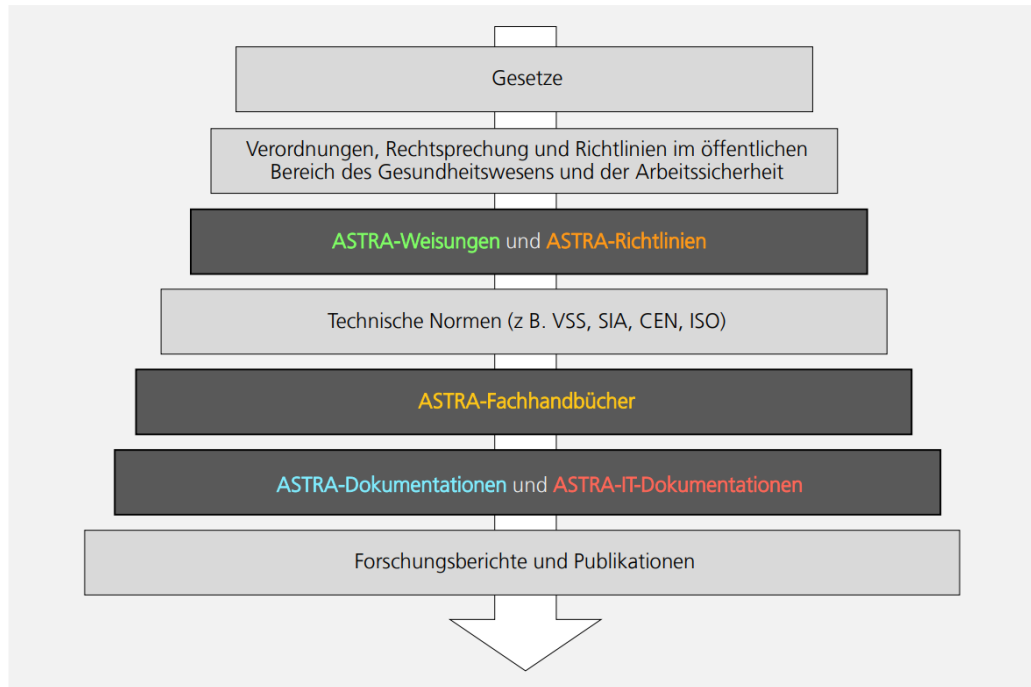 Gesetze
Verordnungen, Rechtsprechung und Richtlinien im öffentlichen
Bereich des Gesundheitswesens und der Arbeitssicherheit
ASTRA-Weisungen und ASTRA-Richtlinien
Technische Normen (z B. VSS, SIA, CEN, ISO)
ASTRA-Fachhandbücher
ASTRA-Dokumentationen und ASTRA-IT-Dokumentationen
Forschungsberichte und Publikationen